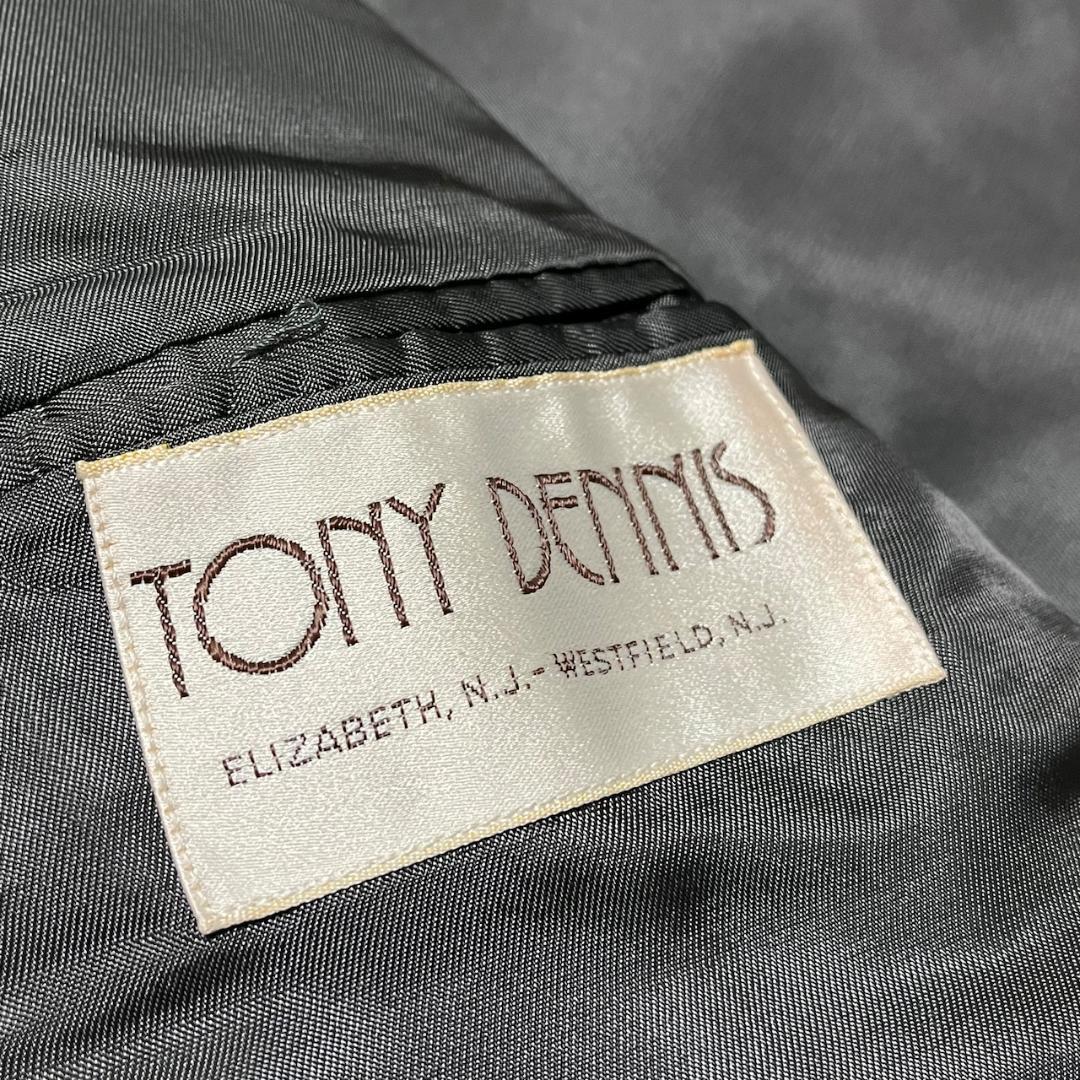 TONY DENNIS
ELIZABETH, N.J.-WESTFIELD, N.J.